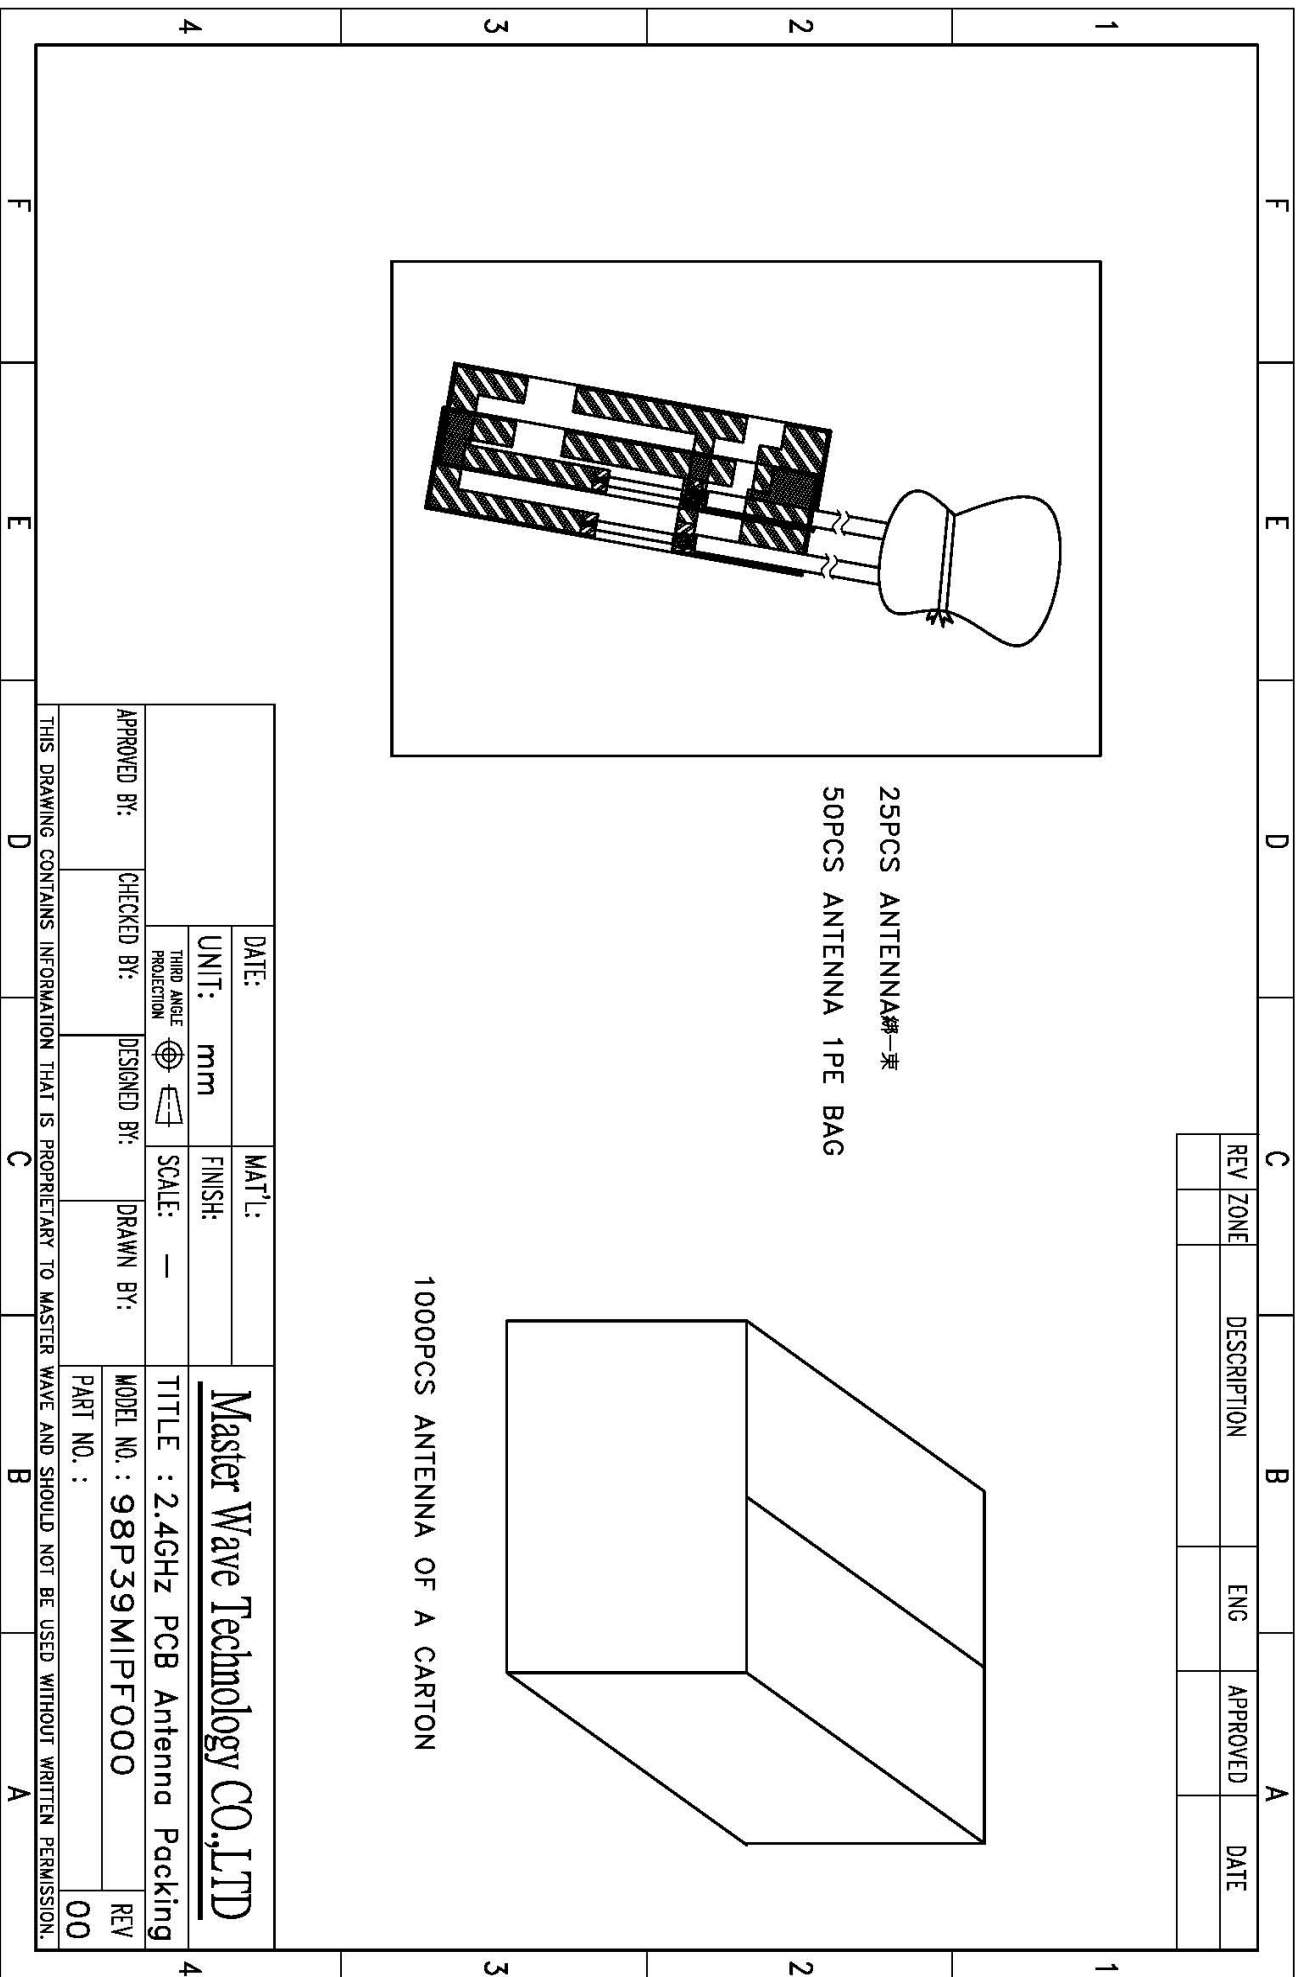 F E D C B A
1
2
3
4
REV ZONE DESCRIPTION ENG APPROVED DATE
25PCS ANTENNA綁一束
50PCS ANTENNA 1PE BAG
1000PCS ANTENNA OF A CARTON
DATE: MAT'L:
UNIT: mm FINISH:
THIRD ANGLE
PROJECTION
SCALE: —
APPROVED BY: CHECKED BY: DESIGNED BY: DRAWN BY:
Master Wave Technology CO.,LTD
TITLE : 2.4GHz PCB Antenna Packing
MODEL NO. : 98P39MIPF000
REV
PART NO. :
00
THIS DRAWING CONTAINS INFORMATION THAT IS PROPRIETARY TO MASTER WAVE AND SHOULD NOT BE USED WITHOUT WRITTEN PERMISSION.
1
2
3
4
F E D C B A